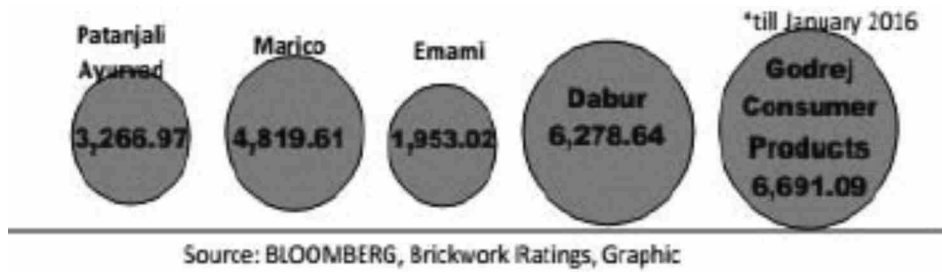 *till January 2016
Patanjali
Ayurved
3,266.97
Marico
4,819.61
Emami
1,953.02
Dabur
6,278.64
Godrej
Consumer
Products
6,691.09
Source: BLOOMBERG, Brickwork Ratings, Graphic